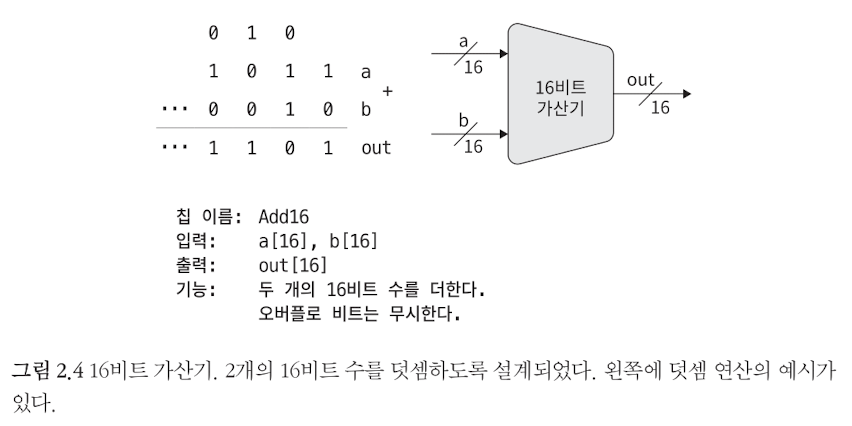 0 1 0
1 0 1 1 a
+
··· 0 0 1 0 b
··· 1 1 0 1 out
a
16
b
16
16비트
가산기
out
16
칩 이름: Add16
입력: a[16], b[16]
출력: out[16]
기능: 두 개의 16비트 수를 더한다.
오버플로 비트는 무시한다.
그림 2.4 16비트 가산기. 2개의 16비트 수를 덧셈하도록 설계되었다. 왼쪽에 덧셈 연산의 예시가
있다.